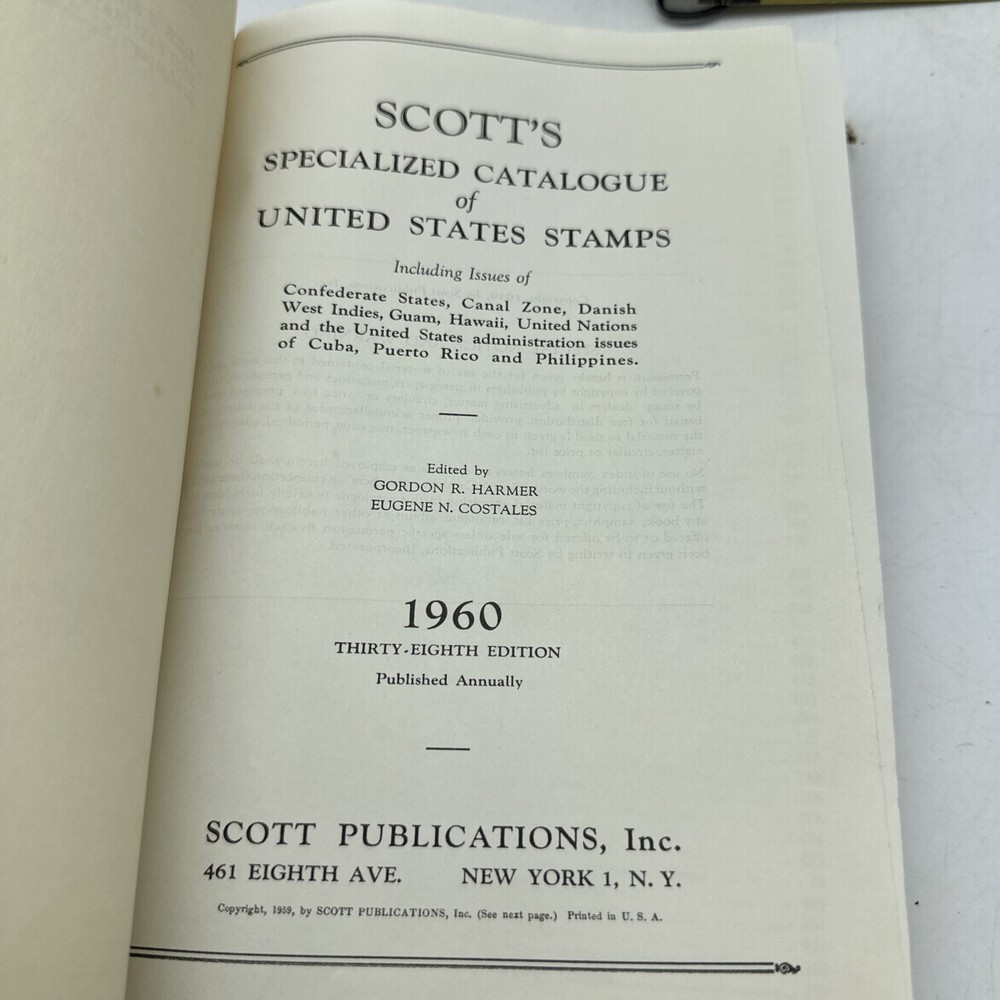 SCOTT'S
SPECIALIZED CATALOGUE
of
UNITED STATES STAMPS
Including Issues of
Confederate States, Canal Zone, Danish
West Indies, Guam, Hawaii, United Nations
and the United States administration issues
of Cuba, Puerto Rico and Philippines.
Edited by
GORDON R. HARMER
EUGENE N. COSTALES
1960
THIRTY-EIGHTH EDITION
Published Annually
SCOTT PUBLICATIONS, Inc.
461 EIGHTH AVE. NEW YORK 1, N. Y.
Copyright, 1959, by SCOTT PUBLICATIONS, Inc. (See next page.) Printed in U. S. A.